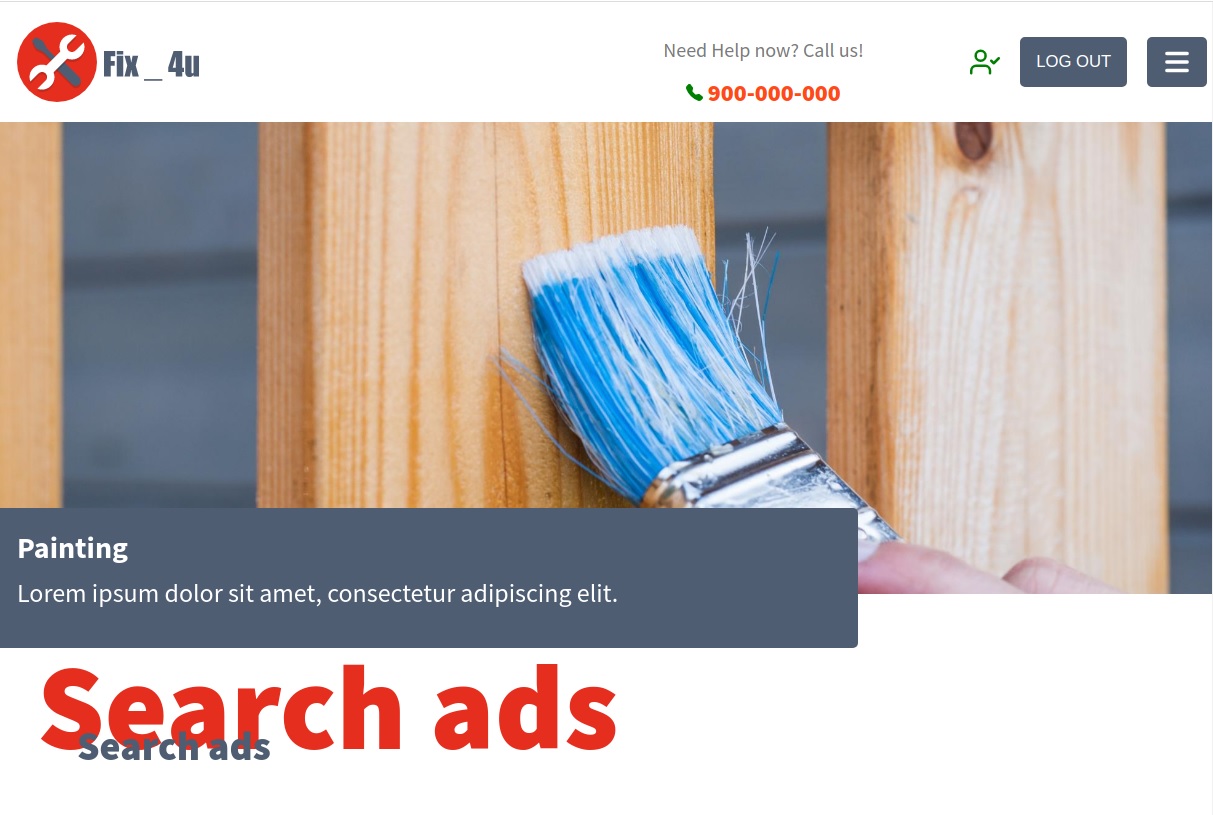 Fix _ 4u
Need Help now? Call us!
900-000-000
LOG OUT
Painting
Lorem ipsum dolor sit amet, consectetur adipiscing elit.
Search ads
Search ads